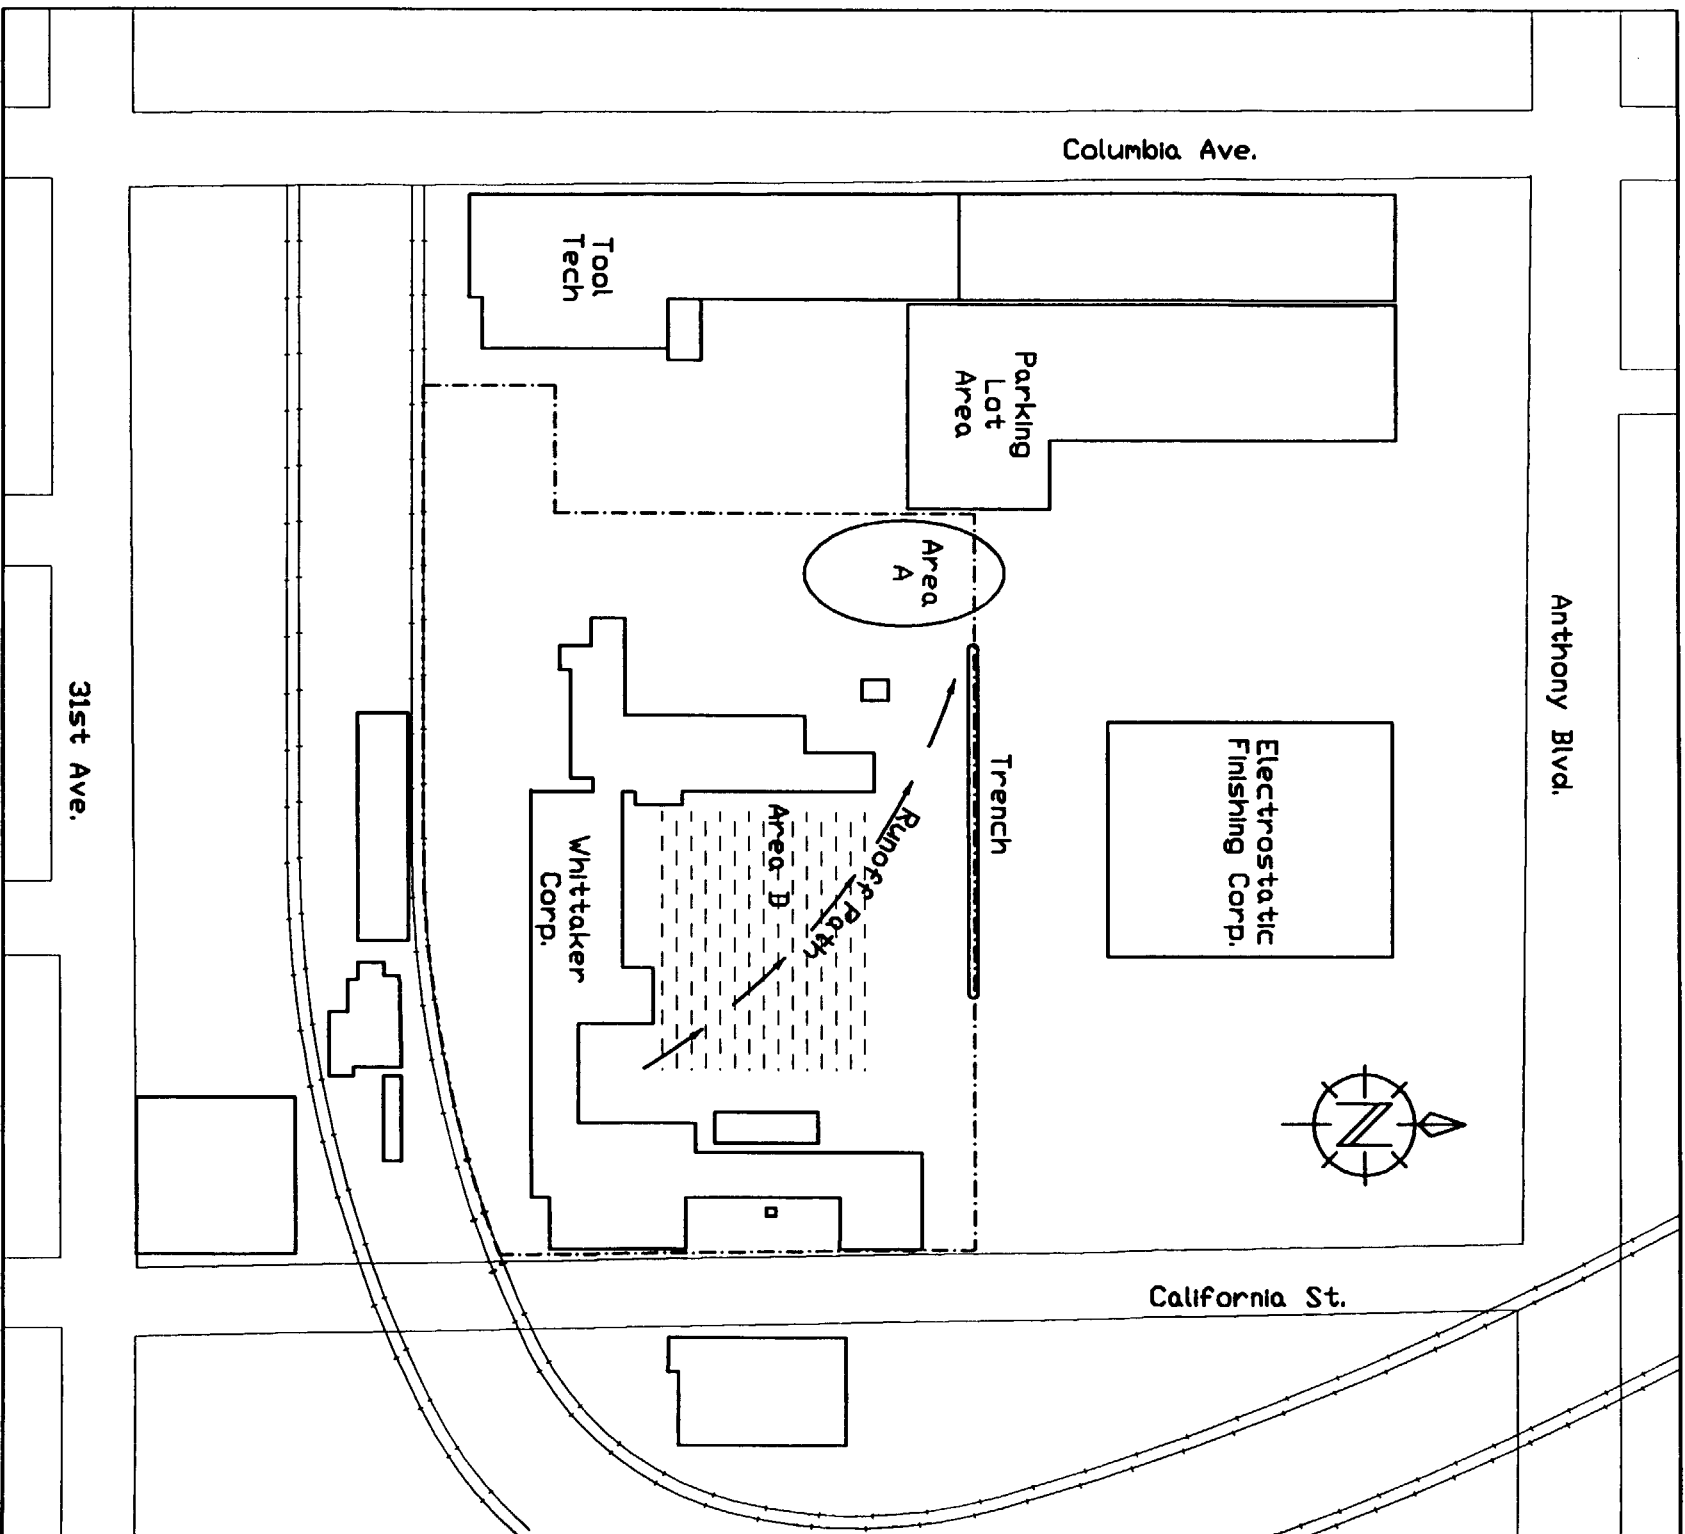 Columbia Ave.
Tool
Tech
Parking
Lot
Area
Area
A
Anthony Blvd.
31st Ave.
Trench
Electrostatic
Finishing Corp.
Runoff Path
Area B
Whittaker
Corp.
N
California St.